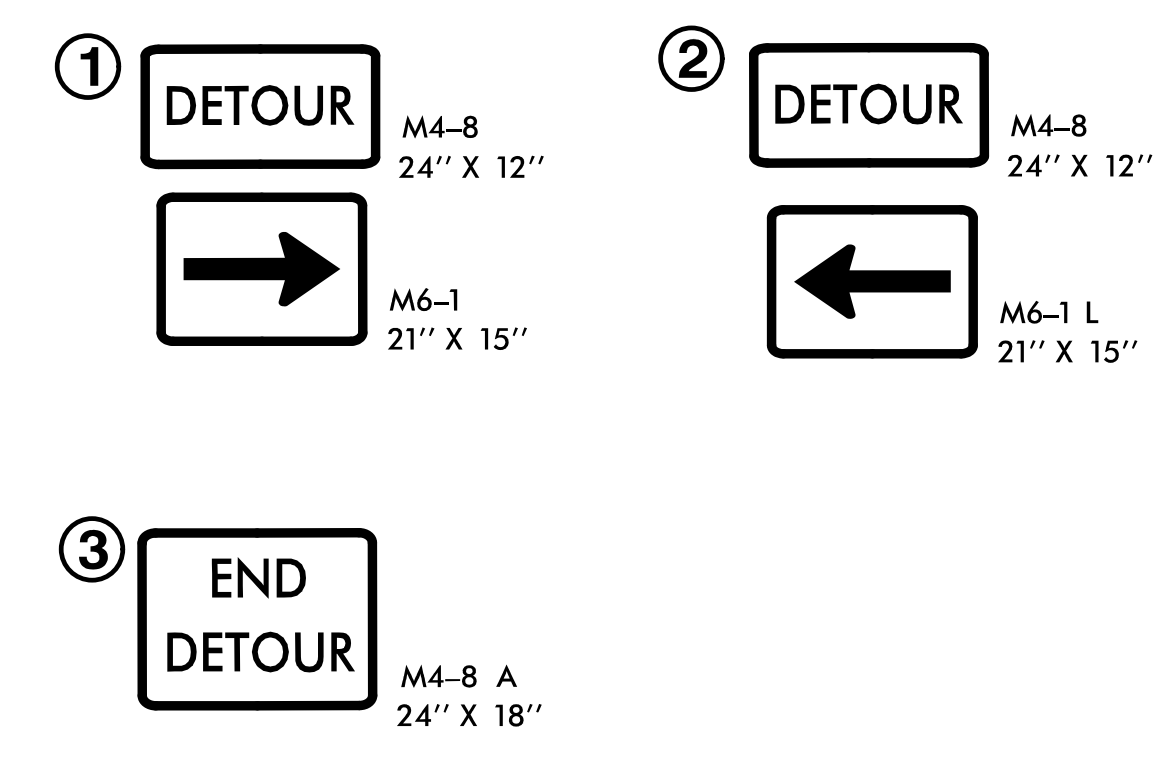 1
DETOUR
M4–8
24'' X 12''
M6–1
21'' X 15''
2
DETOUR
M4–8
24'' X 12''
M6–1 L
21'' X 15''
3
END
DETOUR
M4–8 A
24'' X 18''